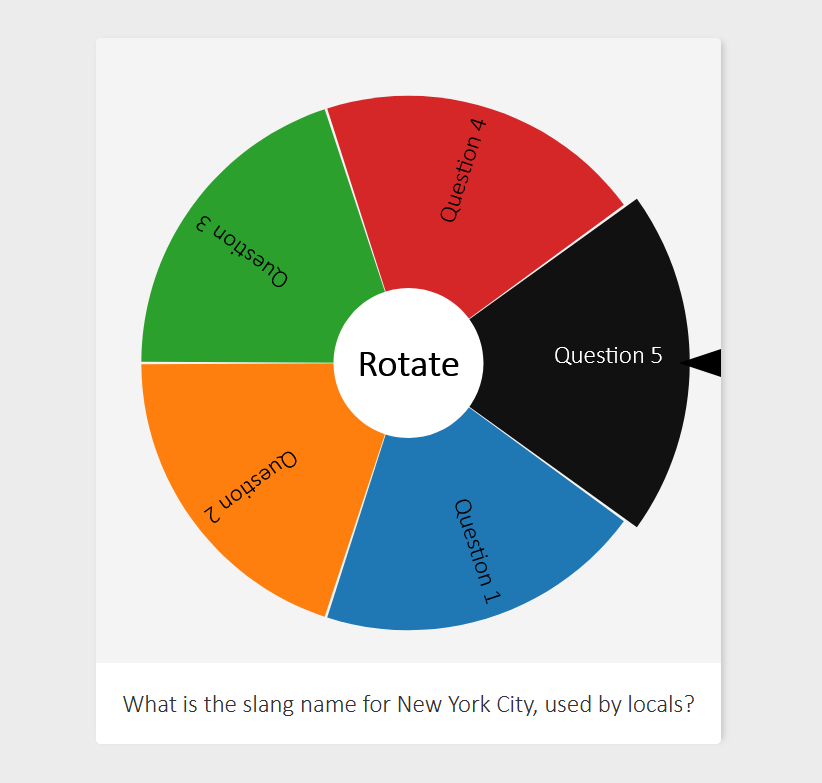 Question 4
Question 3
Question 5
Rotate
Question 2
Question 1
What is the slang name for New York City, used by locals?